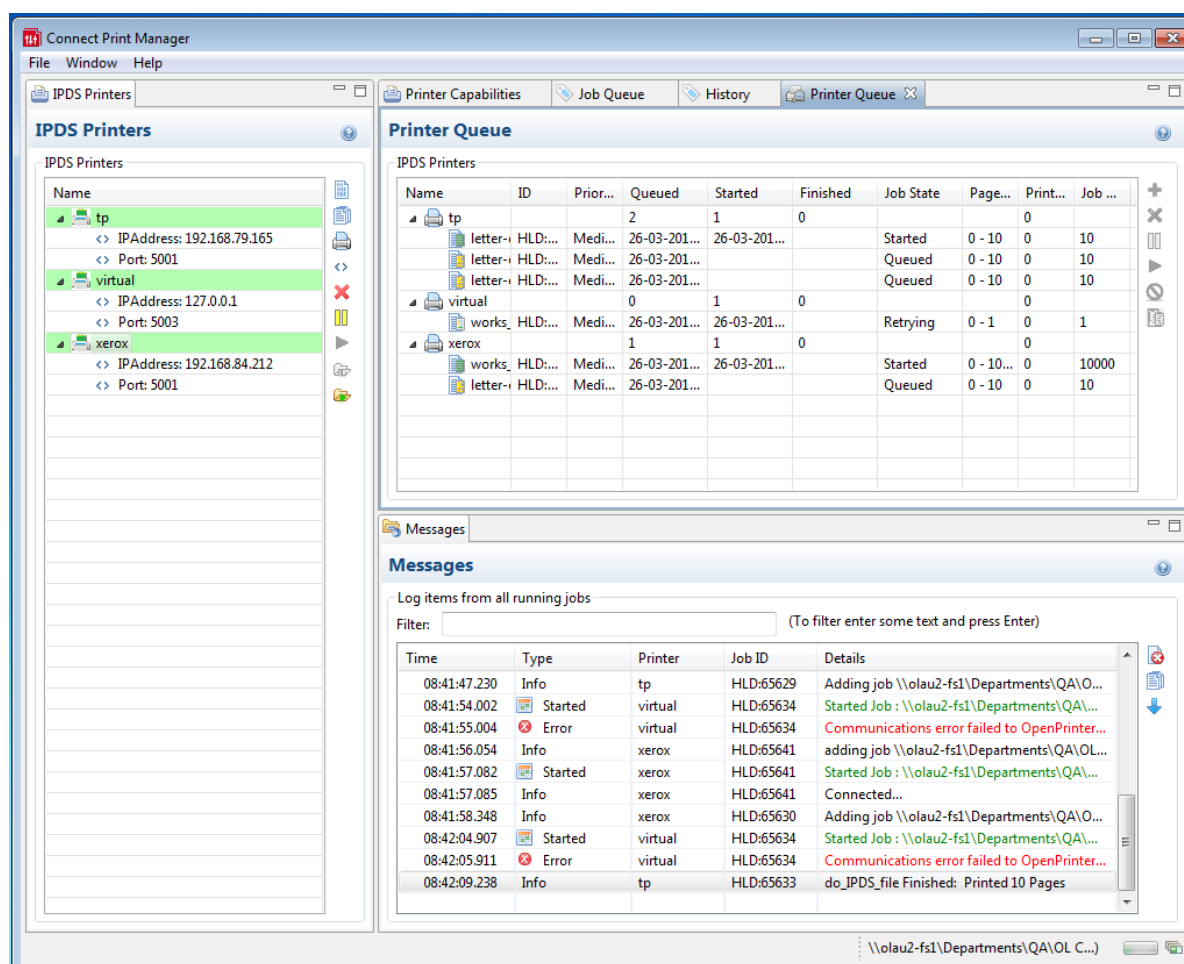 Connect Print Manager
File Window Help
IPDS Printers
IPDS Printers
IPDS Printers
Name
tp
<> IPAddress: 192.168.79.165
<> Port: 5001
virtual
<> IPAddress: 127.0.0.1
<> Port: 5003
xerox
<> IPAddress: 192.168.84.212
<> Port: 5001
Printer Capabilities Job Queue History Printer Queue
Printer Queue
IPDS Printers
Name ID Prior... Queued Started Finished Job State Page... Print... Job ...
tp 2 1 0 0
letter- HLD:... Medi... 26-03-201... 26-03-201... Started 0 - 10 0 10
letter- HLD:... Medi... 26-03-201... Queued 0 - 10 0 10
letter- HLD:... Medi... 26-03-201... Queued 0 - 10 0 10
virtual 0 1 0 0
works_ HLD:... Medi... 26-03-201... 26-03-201... Retrying 0 - 1 0 1
xerox 1 1 0 0
works_ HLD:... Medi... 26-03-201... 26-03-201... Started 0 - 10... 0 10000
letter- HLD:... Medi... 26-03-201... Queued 0 - 10 0 10
Messages
Messages
Log items from all running jobs
Filter: (To filter enter some text and press Enter)
Time Type Printer Job ID Details
08:41:47.230 Info tp HLD:65629 Adding job \\olau2-fs1\Departments\QA\O...
08:41:54.002 Started virtual HLD:65634 Started Job : \\olau2-fs1\Departments\QA\...
08:41:55.004 Error virtual HLD:65634 Communications error failed to OpenPrinter...
08:41:56.054 Info xerox HLD:65641 adding job \\olau2-fs1\Departments\QA\OL...
08:41:57.082 Started xerox HLD:65641 Started Job : \\olau2-fs1\Departments\QA\...
08:41:57.085 Info xerox HLD:65641 Connected...
08:41:58.348 Info xerox HLD:65630 Adding job \\olau2-fs1\Departments\QA\O...
08:42:04.907 Started virtual HLD:65634 Started Job : \\olau2-fs1\Departments\QA\...
08:42:05.911 Error virtual HLD:65634 Communications error failed to OpenPrinter...
08:42:09.238 Info tp HLD:65633 do_IPDS_file Finished: Printed 10 Pages
\\olau2-fs1\Departments\QA\OL C...)